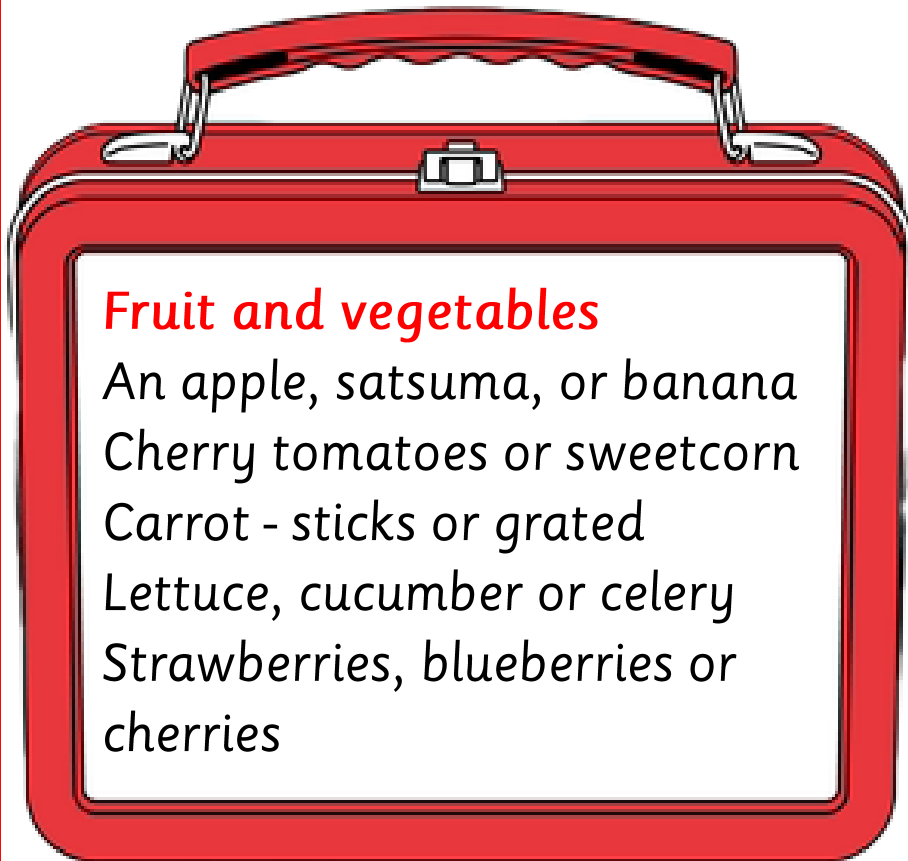 Fruit and vegetables
An apple, satsuma, or banana
Cherry tomatoes or sweetcorn
Carrot - sticks or grated
Lettuce, cucumber or celery
Strawberries, blueberries or
cherries